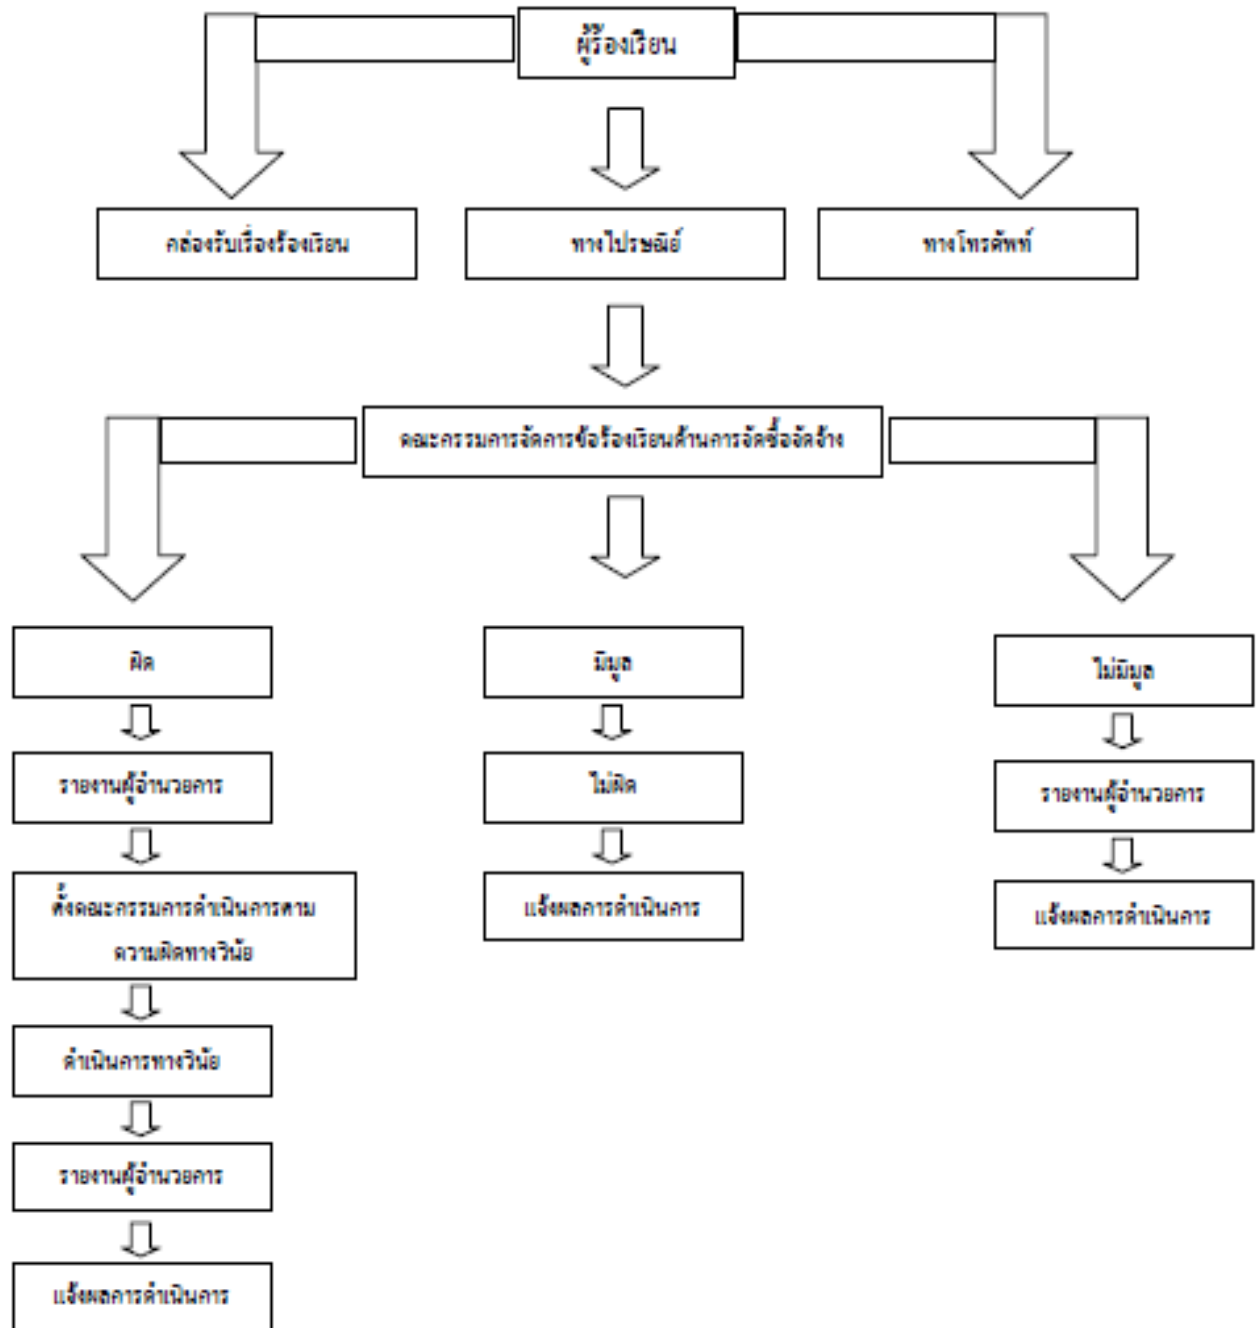 ผู้ร้องเรียน
กล่องรับเรื่องร้องเรียน
ทางไปรษณีย์
ทางโทรศัพท์
คณะกรรมการจัดการข้อร้องเรียนด้านการจัดซื้อจัดจ้าง
ผิด
มีมูล
ไม่มีมูล
รายงานผู้อำนวยการ
ไม่ผิด
รายงานผู้อำนวยการ
ตั้งคณะกรรมการดำเนินการตาม
ความผิดทางวินัย
แจ้งผลการดำเนินการ
แจ้งผลการดำเนินการ
ดำเนินการทางวินัย
รายงานผู้อำนวยการ
แจ้งผลการดำเนินการ